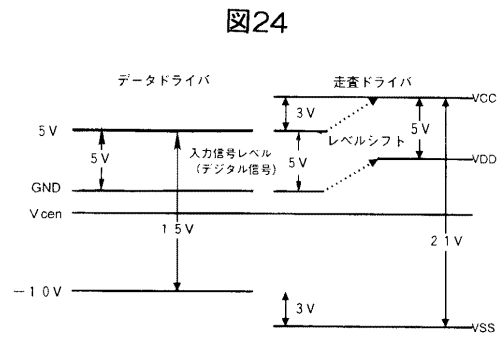 図24
データドライバ
走査ドライバ
VCC
3V
5V
レベルシフト
5V
5V
入力信号レベル
(デジタル信号)
5V
VDD
GND
Vcen
15V
21V
-10V
3V
VSS